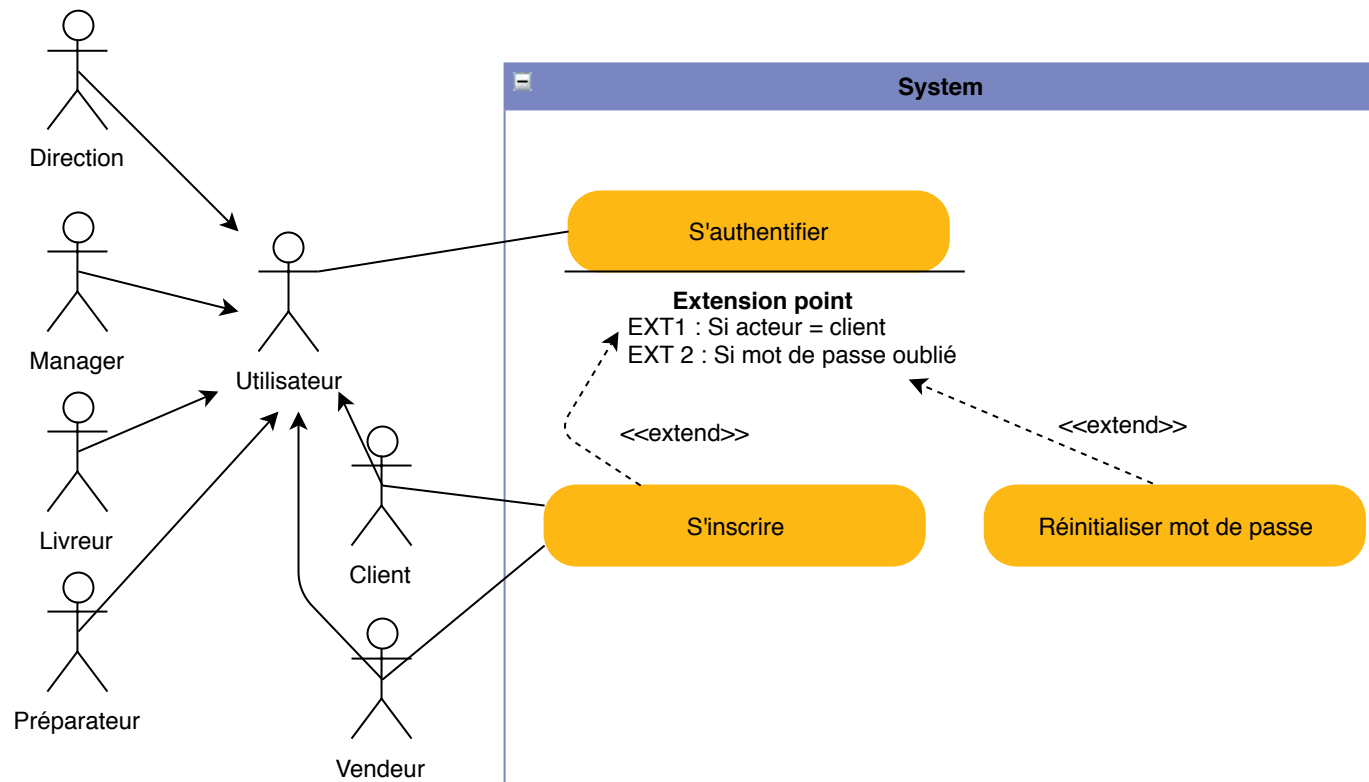 System
Direction
S'authentifier
Extension point
EXT1 : Si acteur = client
EXT 2 : Si mot de passe oublié
Manager
Utilisateur
<<extend>>
<<extend>>
S'inscrire
Réinitialiser mot de passe
Livreur
Client
Préparateur
Vendeur